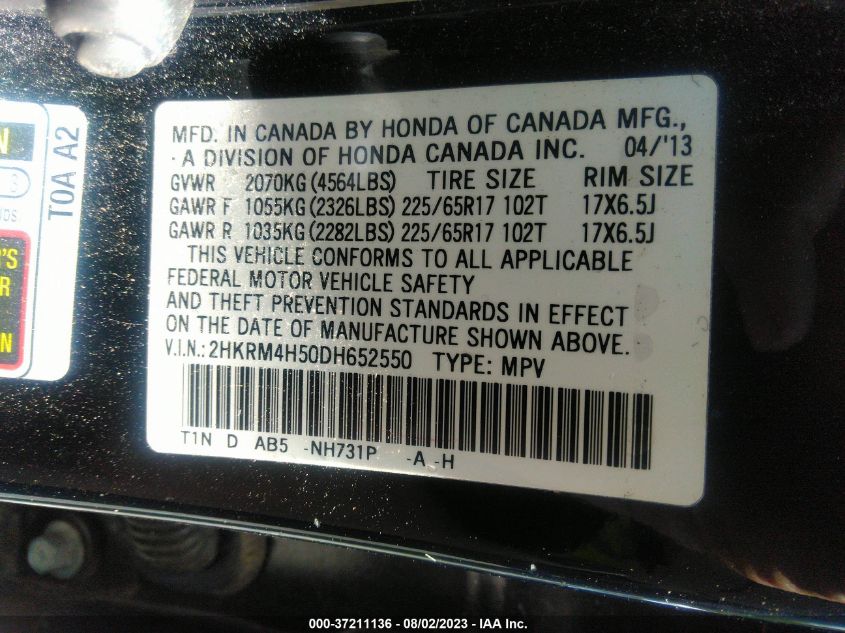 MFD. IN CANADA BY HONDA OF CANADA MFG.,
A DIVISION OF HONDA CANADA INC. 04/'13
GVWR 2070KG (4564LBS) TIRE SIZE RIM SIZE
GAWR F 1055KG (2326LBS) 225/65R17 102T 17X6.5J
GAWR R 1035KG (2282LBS) 225/65R17 102T 17X6.5J
THIS VEHICLE CONFORMS TO ALL APPLICABLE
FEDERAL MOTOR VEHICLE SAFETY
AND THEFT PREVENTION STANDARDS IN EFFECT
ON THE DATE OF MANUFACTURE SHOWN ABOVE.
V.I.N.: 2HKRM4H50DH652550 TYPE: MPV
T1N D AB5 -NH731P -A -H
T0A A2
000-37211136 - 08/02/2023 - IAA Inc.